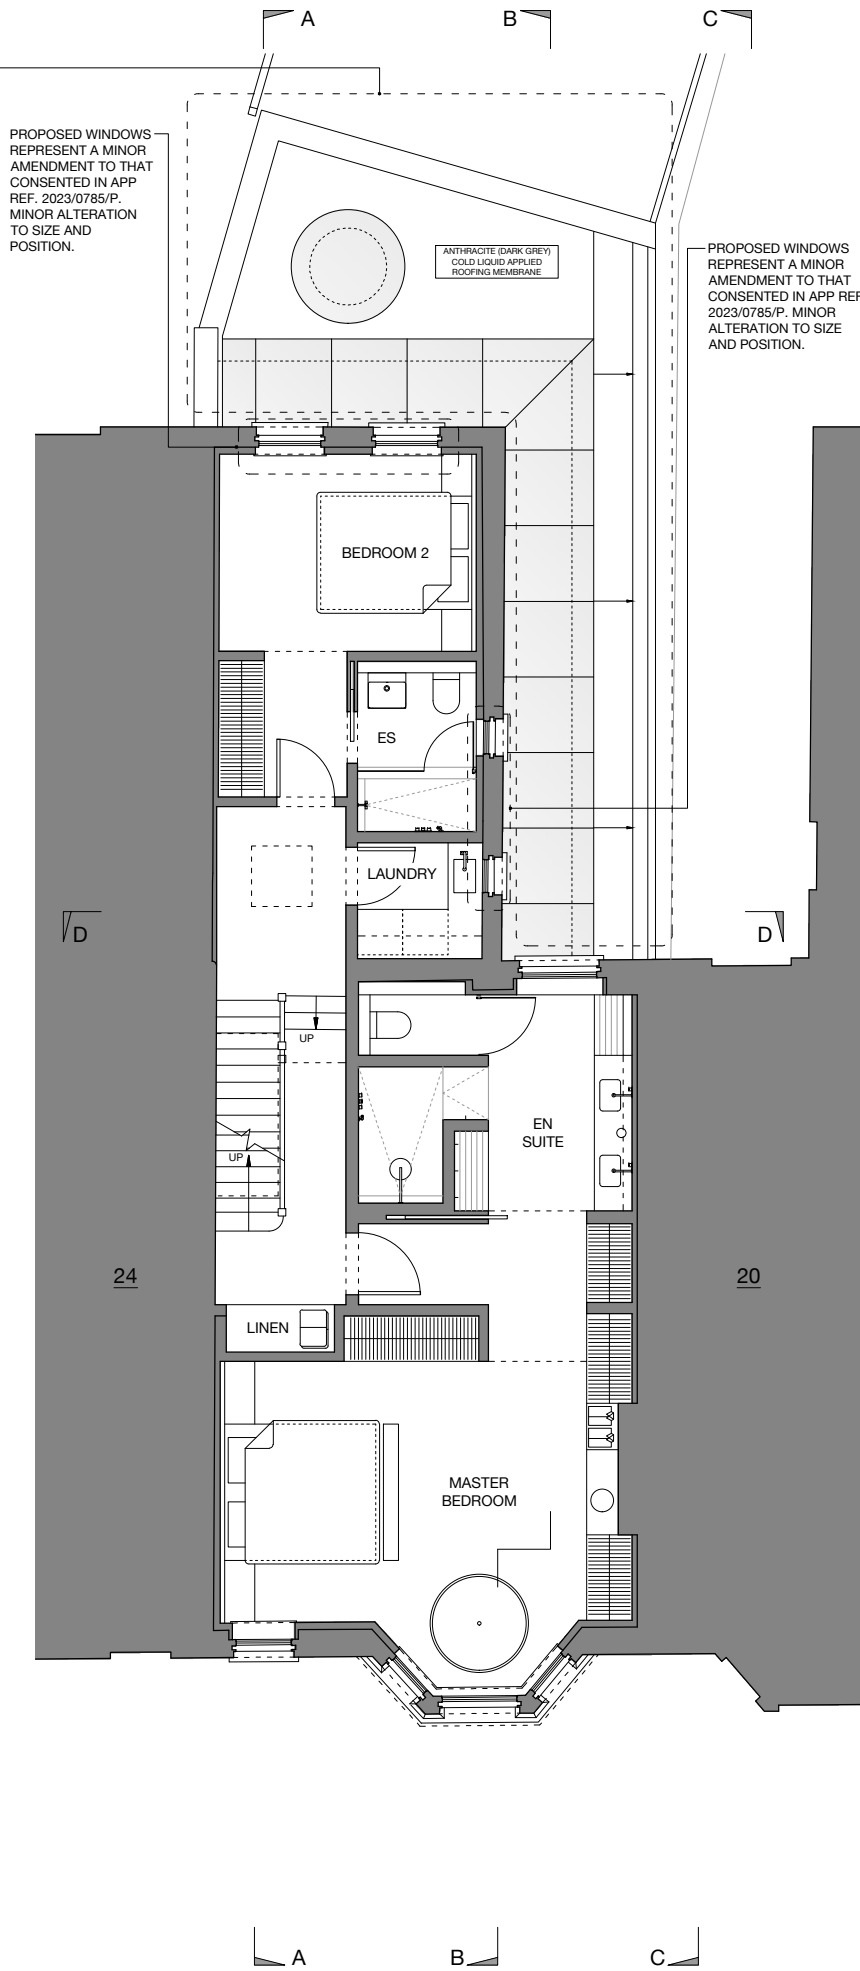 A
B
C
PROPOSED WINDOWS
REPRESENT A MINOR
AMENDMENT TO THAT
CONSENTED IN APP
REF. 2023/0785/P.
MINOR ALTERATION
TO SIZE AND
POSITION.
ANTHRACITE (DARK GREY)
COLD LIQUID APPLIED
ROOFING MEMBRANE
PROPOSED WINDOWS
REPRESENT A MINOR
AMENDMENT TO THAT
CONSENTED IN APP REF
2023/0785/P. MINOR
ALTERATION TO SIZE
AND POSITION.
BEDROOM 2
ES
LAUNDRY
D
D
UP
EN
SUITE
UP
24
20
LINEN
MASTER
BEDROOM
A
B
C